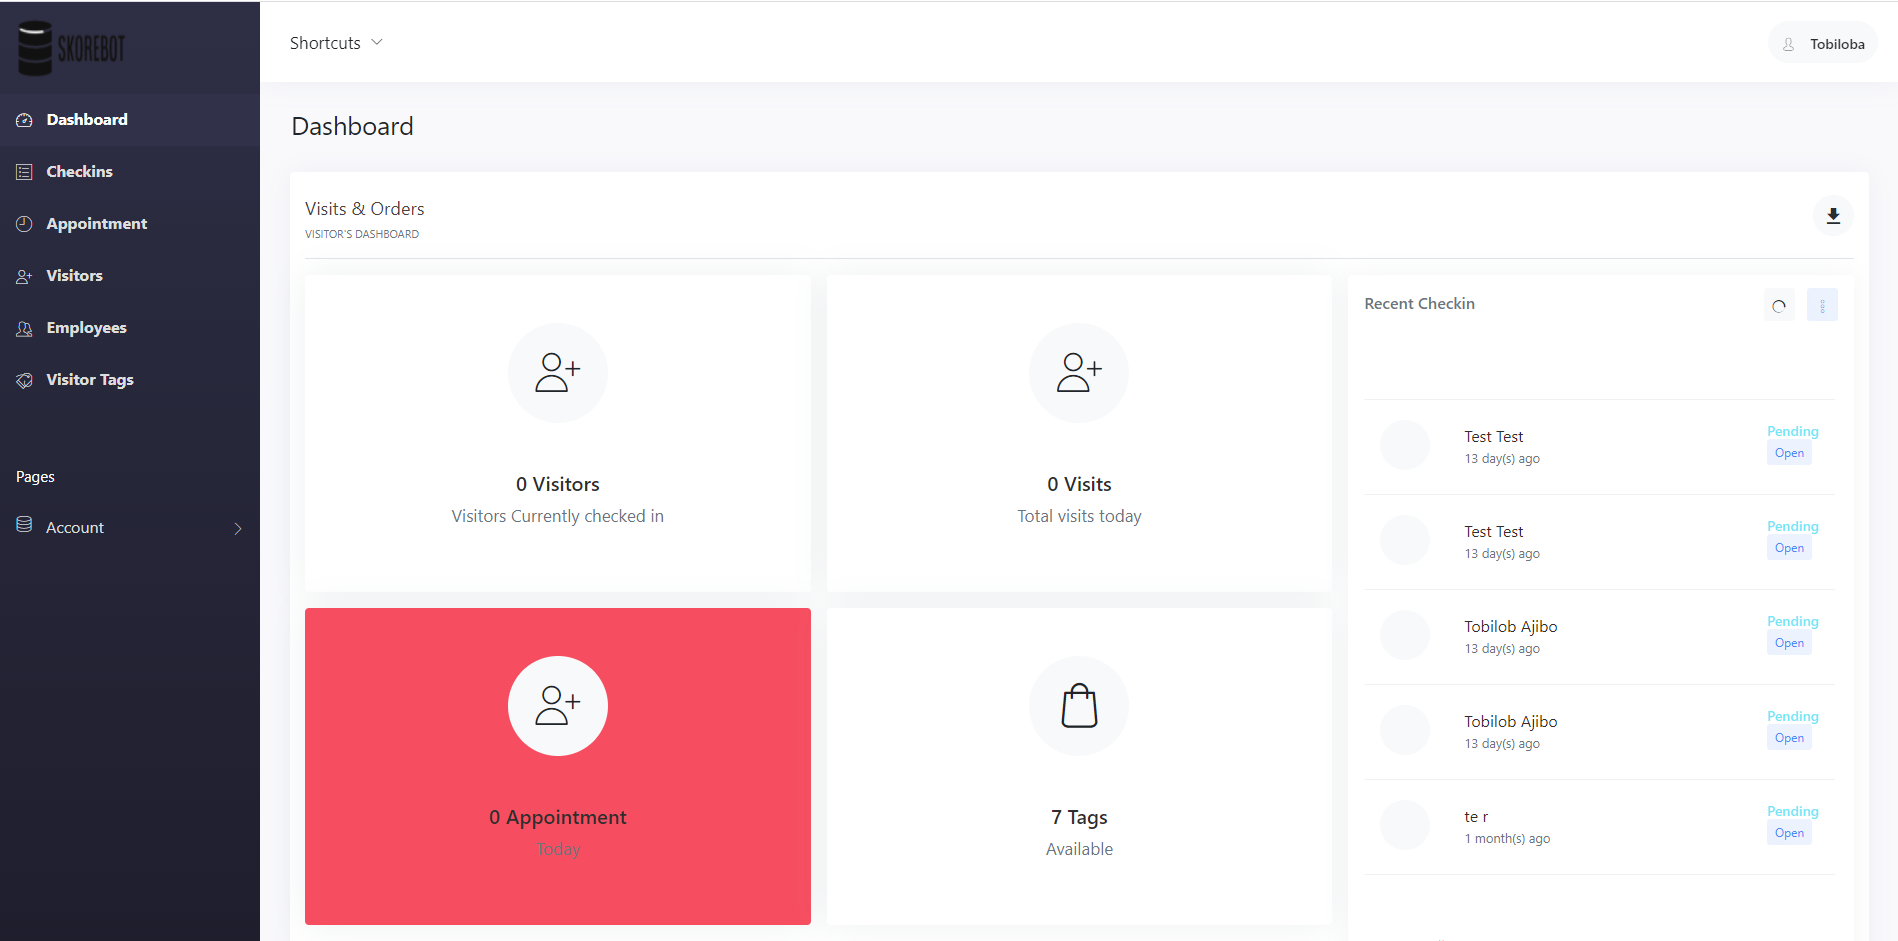 SKOREBOT
Shortcuts
Tobiloba
Dashboard
Checkins
Appointment
Visitors
Employees
Visitor Tags
Pages
Account
Dashboard
Visits & Orders
VISITOR'S DASHBOARD
0 Visitors
Visitors Currently checked in
0 Visits
Total visits today
0 Appointment
Today
7 Tags
Available
Recent Checkin
Test Test
13 day(s) ago
Pending
Open
Test Test
13 day(s) ago
Pending
Open
Tobilob Ajibo
13 day(s) ago
Pending
Open
Tobilob Ajibo
13 day(s) ago
Pending
Open
te r
1 month(s) ago
Pending
Open